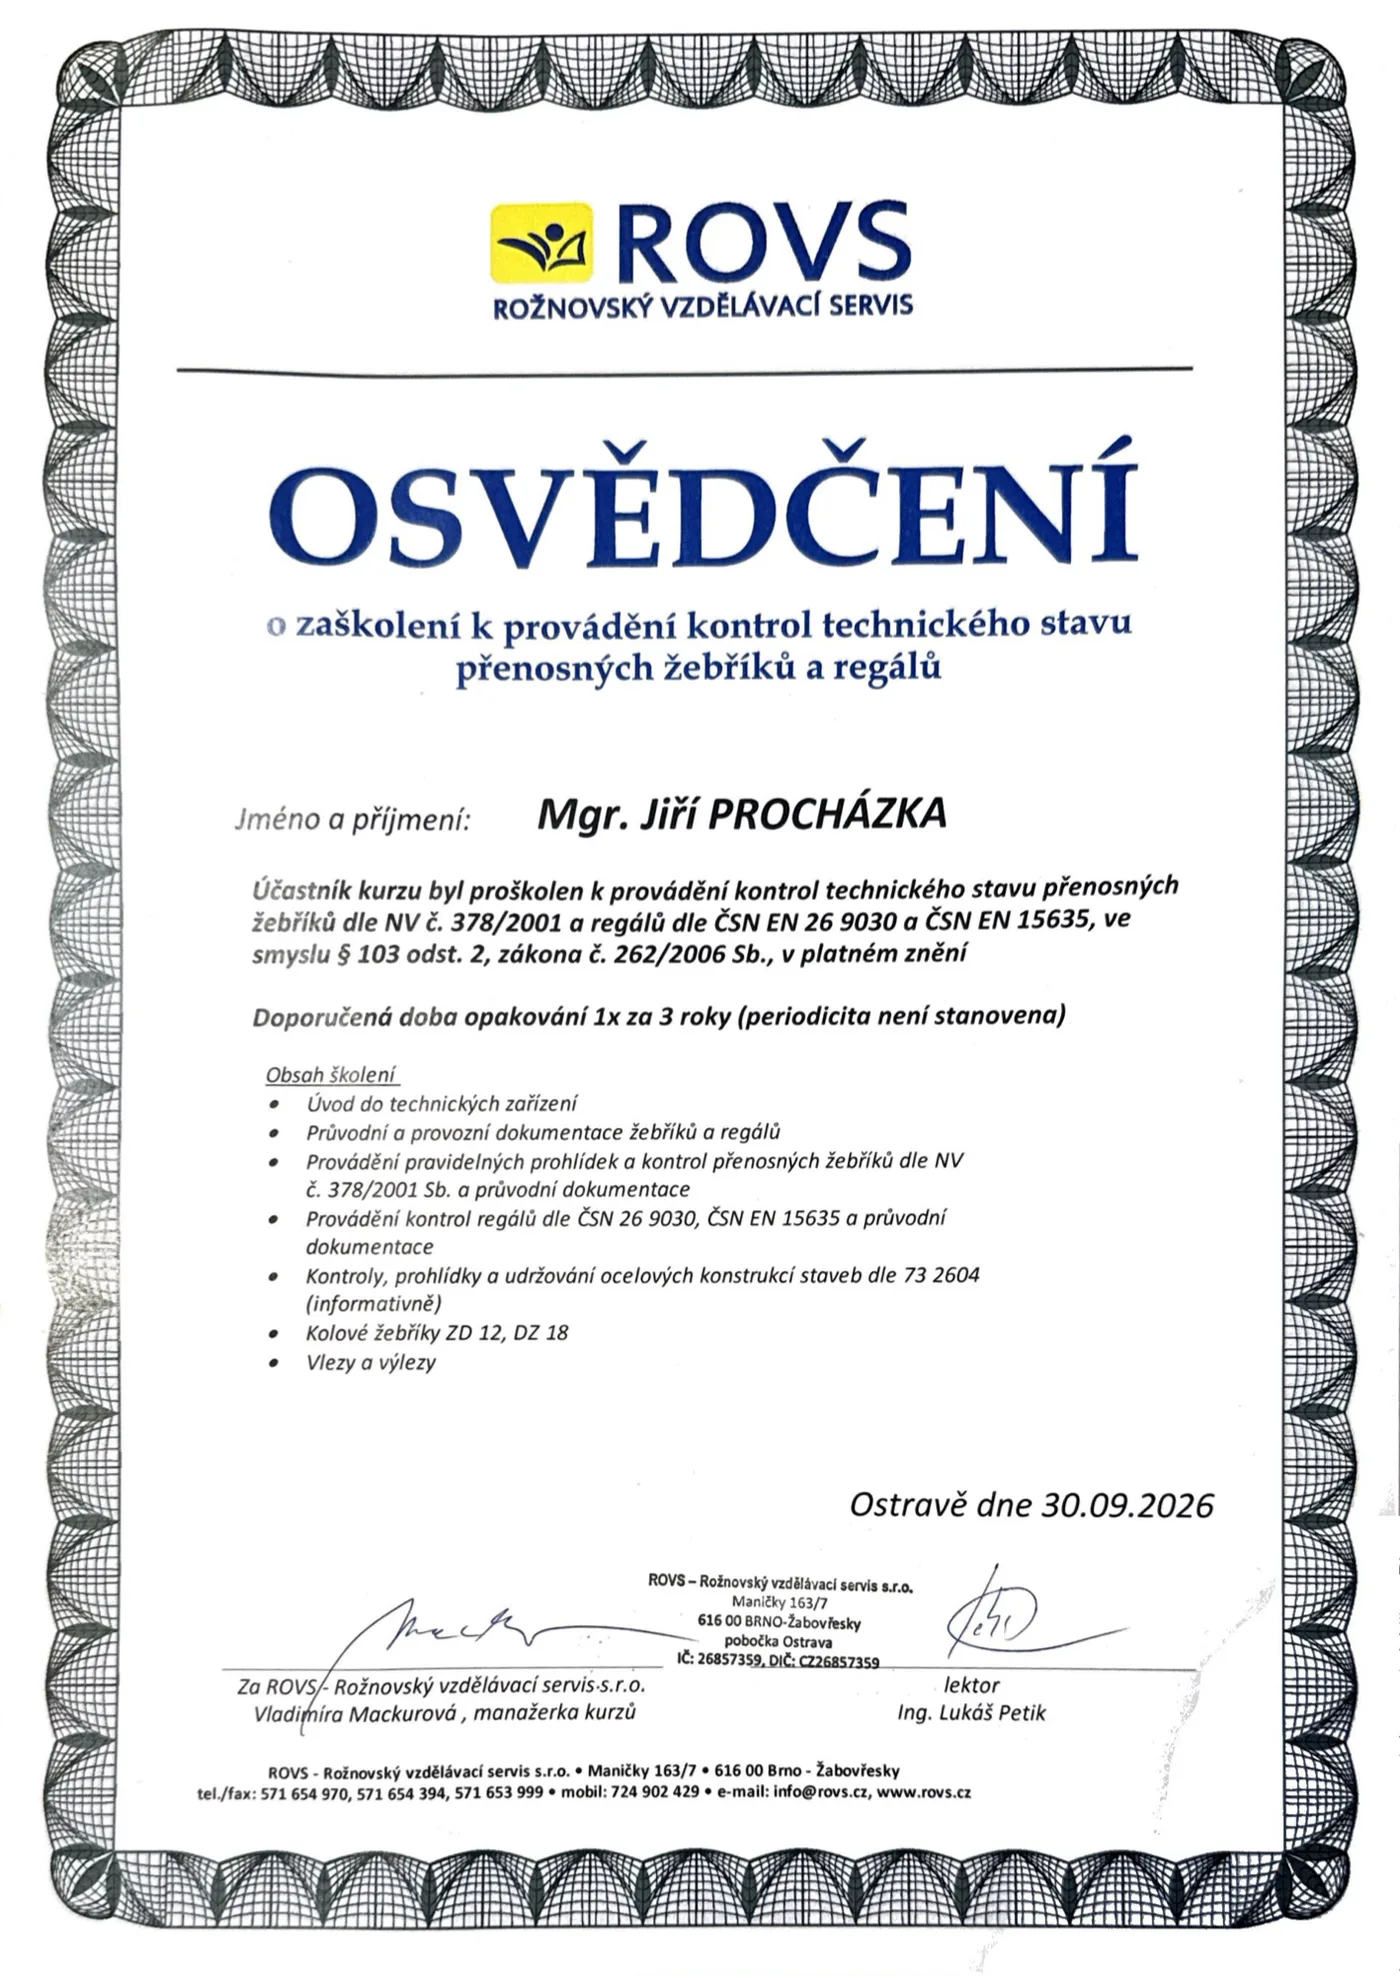 ROVS
ROŽNOVSKÝ VZDĚLÁVACÍ SERVIS
OSVĚDČENÍ
o zaškolení k provádění kontrol technického stavu
přenosných žebříků a regálů
Jméno a příjmení: Mgr. Jiří PROCHÁZKA
Účastník kurzu byl proškolen k provádění kontrol technického stavu přenosných
žebříků dle NV č. 378/2001 a regálů dle ČSN EN 26 9030 a ČSN EN 15635, ve
smyslu § 103 odst. 2, zákona č. 262/2006 Sb., v platném znění
Doporučená doba opakování 1x za 3 roky (periodicita není stanovena)
Obsah školení
• Úvod do technických zařízení
• Průvodní a provozní dokumentace žebříků a regálů
• Provádění pravidelných prohlídek a kontrol přenosných žebříků dle NV
č. 378/2001 Sb. a průvodní dokumentace
• Provádění kontrol regálů dle ČSN 26 9030, ČSN EN 15635 a průvodní
dokumentace
• Kontroly, prohlídky a udržování ocelových konstrukcí staveb dle 73 2604
(informativně)
• Kolové žebříky ZD 12, DZ 18
• Vlezy a výlezy
Ostravě dne 30.09.2026
ROVS – Rožnovský vzdělávací servis s.r.o.
Maničky 163/7
616 00 BRNO-Žabovřesky
pobočka Ostrava
IČ: 26857359, DIČ: CZ26857359
Za ROVS - Rožnovský vzdělávací servis s.r.o.
Vladimíra Mackurová , manažerka kurzů
lektor
Ing. Lukáš Petik
ROVS - Rožnovský vzdělávací servis s.r.o. • Maničky 163/7 • 616 00 Brno - Žabovřesky
tel./fax: 571 654 970, 571 654 394, 571 653 999 • mobil: 724 902 429 • e-mail: info@rovs.cz, www.rovs.cz